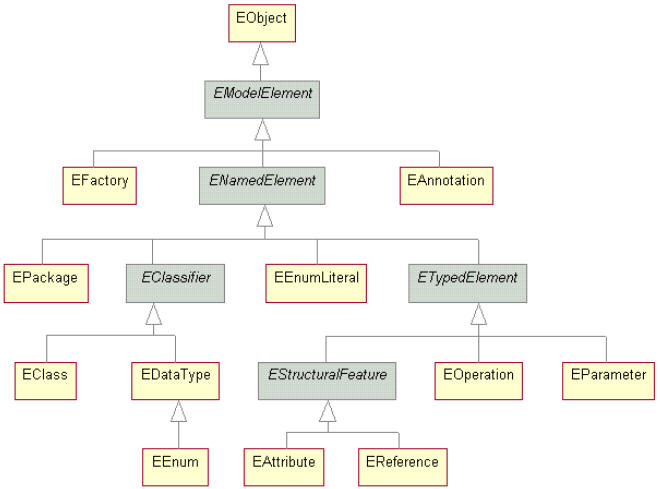 EObject
EModelElement
EFactory
ENamedElement
EAnnotation
EPackage
EClassifier
EEnumLiteral
ETypedElement
EClass
EDataType
EStructuralFeature
EOperation
EParameter
EEnum
EAttribute
EReference